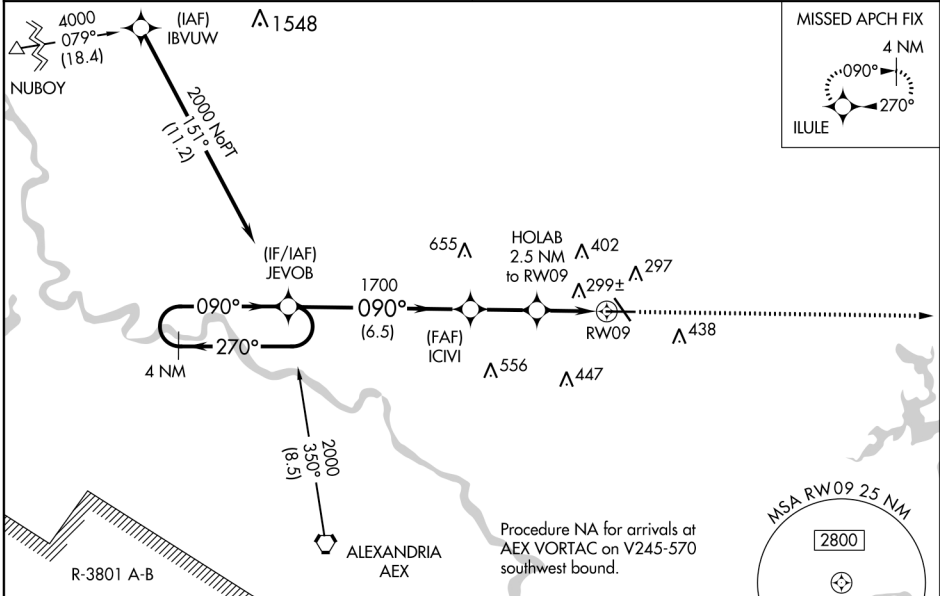 4000
079°
(18.4)
NUBOY
(IAF)
IBVUW
1548
2000 NoPT
151°
(11.2)
MISSED APCH FIX
4 NM
090°
270°
ILULE
(IF/IAF)
JEVOB
090°
270°
4 NM
1700
090°
(6.5)
655
(FAF)
ICIVI
HOLAB
2.5 NM
to RW09
402
299±
297
RW09
438
556
447
2000
350°
(8.5)
ALEXANDRIA
AEX
R-3801 A-B
Procedure NA for arrivals at
AEX VORTAC on V245-570
southwest bound.
MSA RW09 25 NM
2800